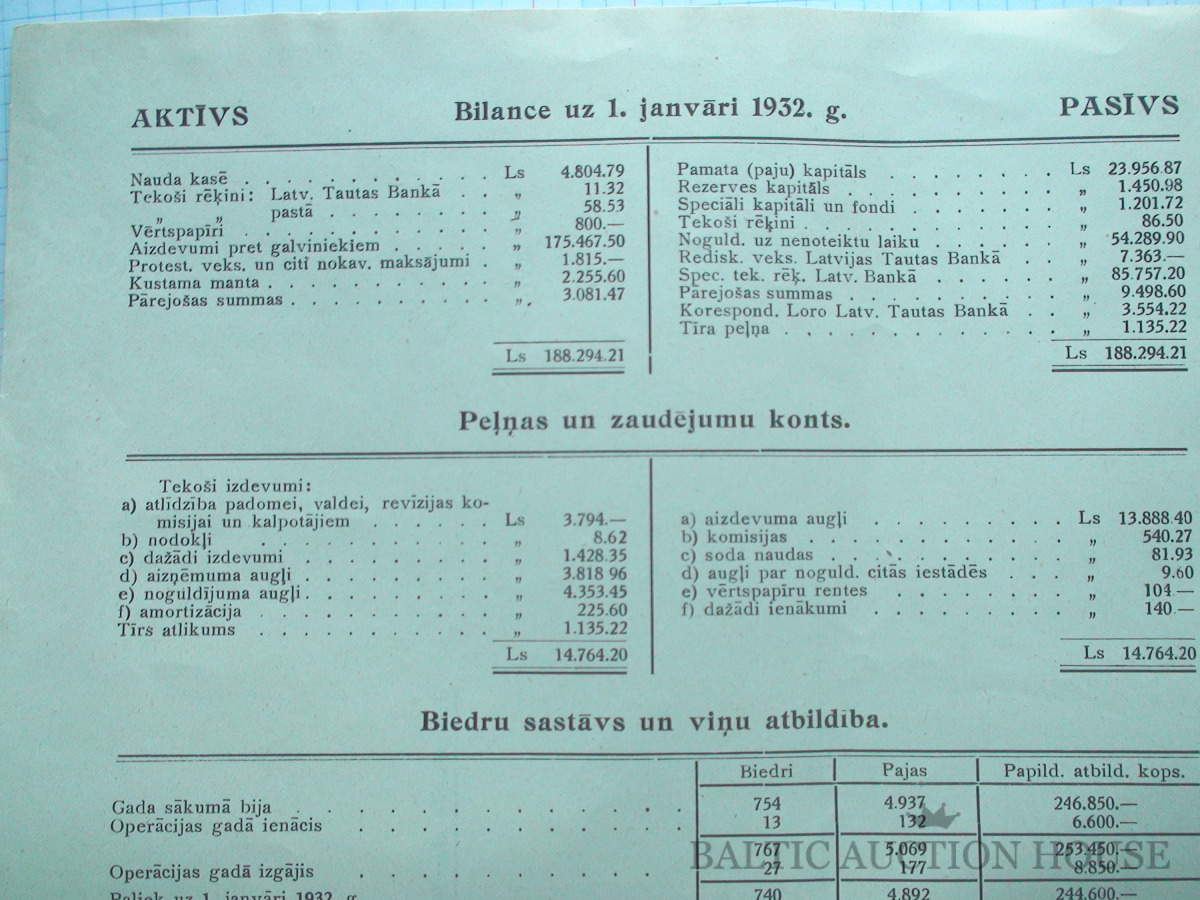 AKTĪVS Bilance uz 1. janvāri 1932. g. PASĪVS
Nauda kasē . . . . . . . . . . . Ls 4.804.79
Tekoši rēķini: Latv. Tautas Bankā . . „ 11.32
„ „ pastā . . . . . . . . „ 58.53
Vērtspapīri . . . . . . . . . . . „ 800.—
Aizdevumi pret galviniekiem . . . . „ 175.467.50
Protest. veks. un citi nokav. maksājumi . „ 1.815.—
Kustama manta . . . . . . . . . . „ 2.255.60
Pārejošas summas . . . . . . . . . „ 3.081.47
Ls 188.294.21
Pamata (paju) kapitāls . . . . . . . . Ls 23.956.87
Rezerves kapitāls . . . . . . . . . „ 1.450.98
Speciāli kapitāli un fondi . . . . . . „ 1.201.72
Tekoši rēķini . . . . . . . . . . . „ 86.50
Noguld. uz nenoteiktu laiku . . . . . „ 54.289.90
Redisk. veks. Latvijas Tautas Bankā . . „ 7.363.—
Spec. tek. rēķ. Latv. Bankā . . . . . „ 85.757.20
Pārejošas summas . . . . . . . . . „ 9.498.60
Korespond. Loro Latv. Tautas Bankā . . „ 3.554.22
Tīra peļņa . . . . . . . . . . . . „ 1.135.22
Ls 188.294.21
Peļņas un zaudējumu konts.
Tekoši izdevumi:
a) atlīdzība padomei, valdei, revīzijas ko-
misijai un kalpotājiem . . . . . . Ls 3.794.—
b) nodokļi . . . . . . . . . . . „ 8.62
c) dažādi izdevumi . . . . . . . . „ 1.428.35
d) aizņēmuma augļi . . . . . . . . „ 3.818 96
e) noguldījuma augļi . . . . . . . . „ 4.353.45
f) amortizācija . . . . . . . . . . „ 225.60
Tīrs atlikums . . . . . . . . . . „ 1.135.22
Ls 14.764.20
a) aizdevuma augļi . . . . . . . . Ls 13.888.40
b) komisijas . . . . . . . . . . . „ 540.27
c) soda naudas . . . . . . . . . . „ 81.93
d) augļi par noguld. citās iestādēs . . . „ 9.60
e) vērtspapīru rentes . . . . . . . „ 104.—
f) dažādi ienākumi . . . . . . . . „ 140.—
Ls 14.764.20
Biedru sastāvs un viņu atbildība.
Biedri Pajas Papild. atbild. kops.
Gada sākumā bija . . . . . . . . . . . . 754 4.937 246.850.—
Operācijas gadā ienācis . . . . . . . . . . 13 132 6.600.—
767 5.069 253.450.—
Operācijas gadā izgājis . . . . . . . . . . 27 177 8.850.—
Paliek uz 1. janvāri 1932. g. 740 4.892 244.600.—
BALTIC AUCTION HOUSE